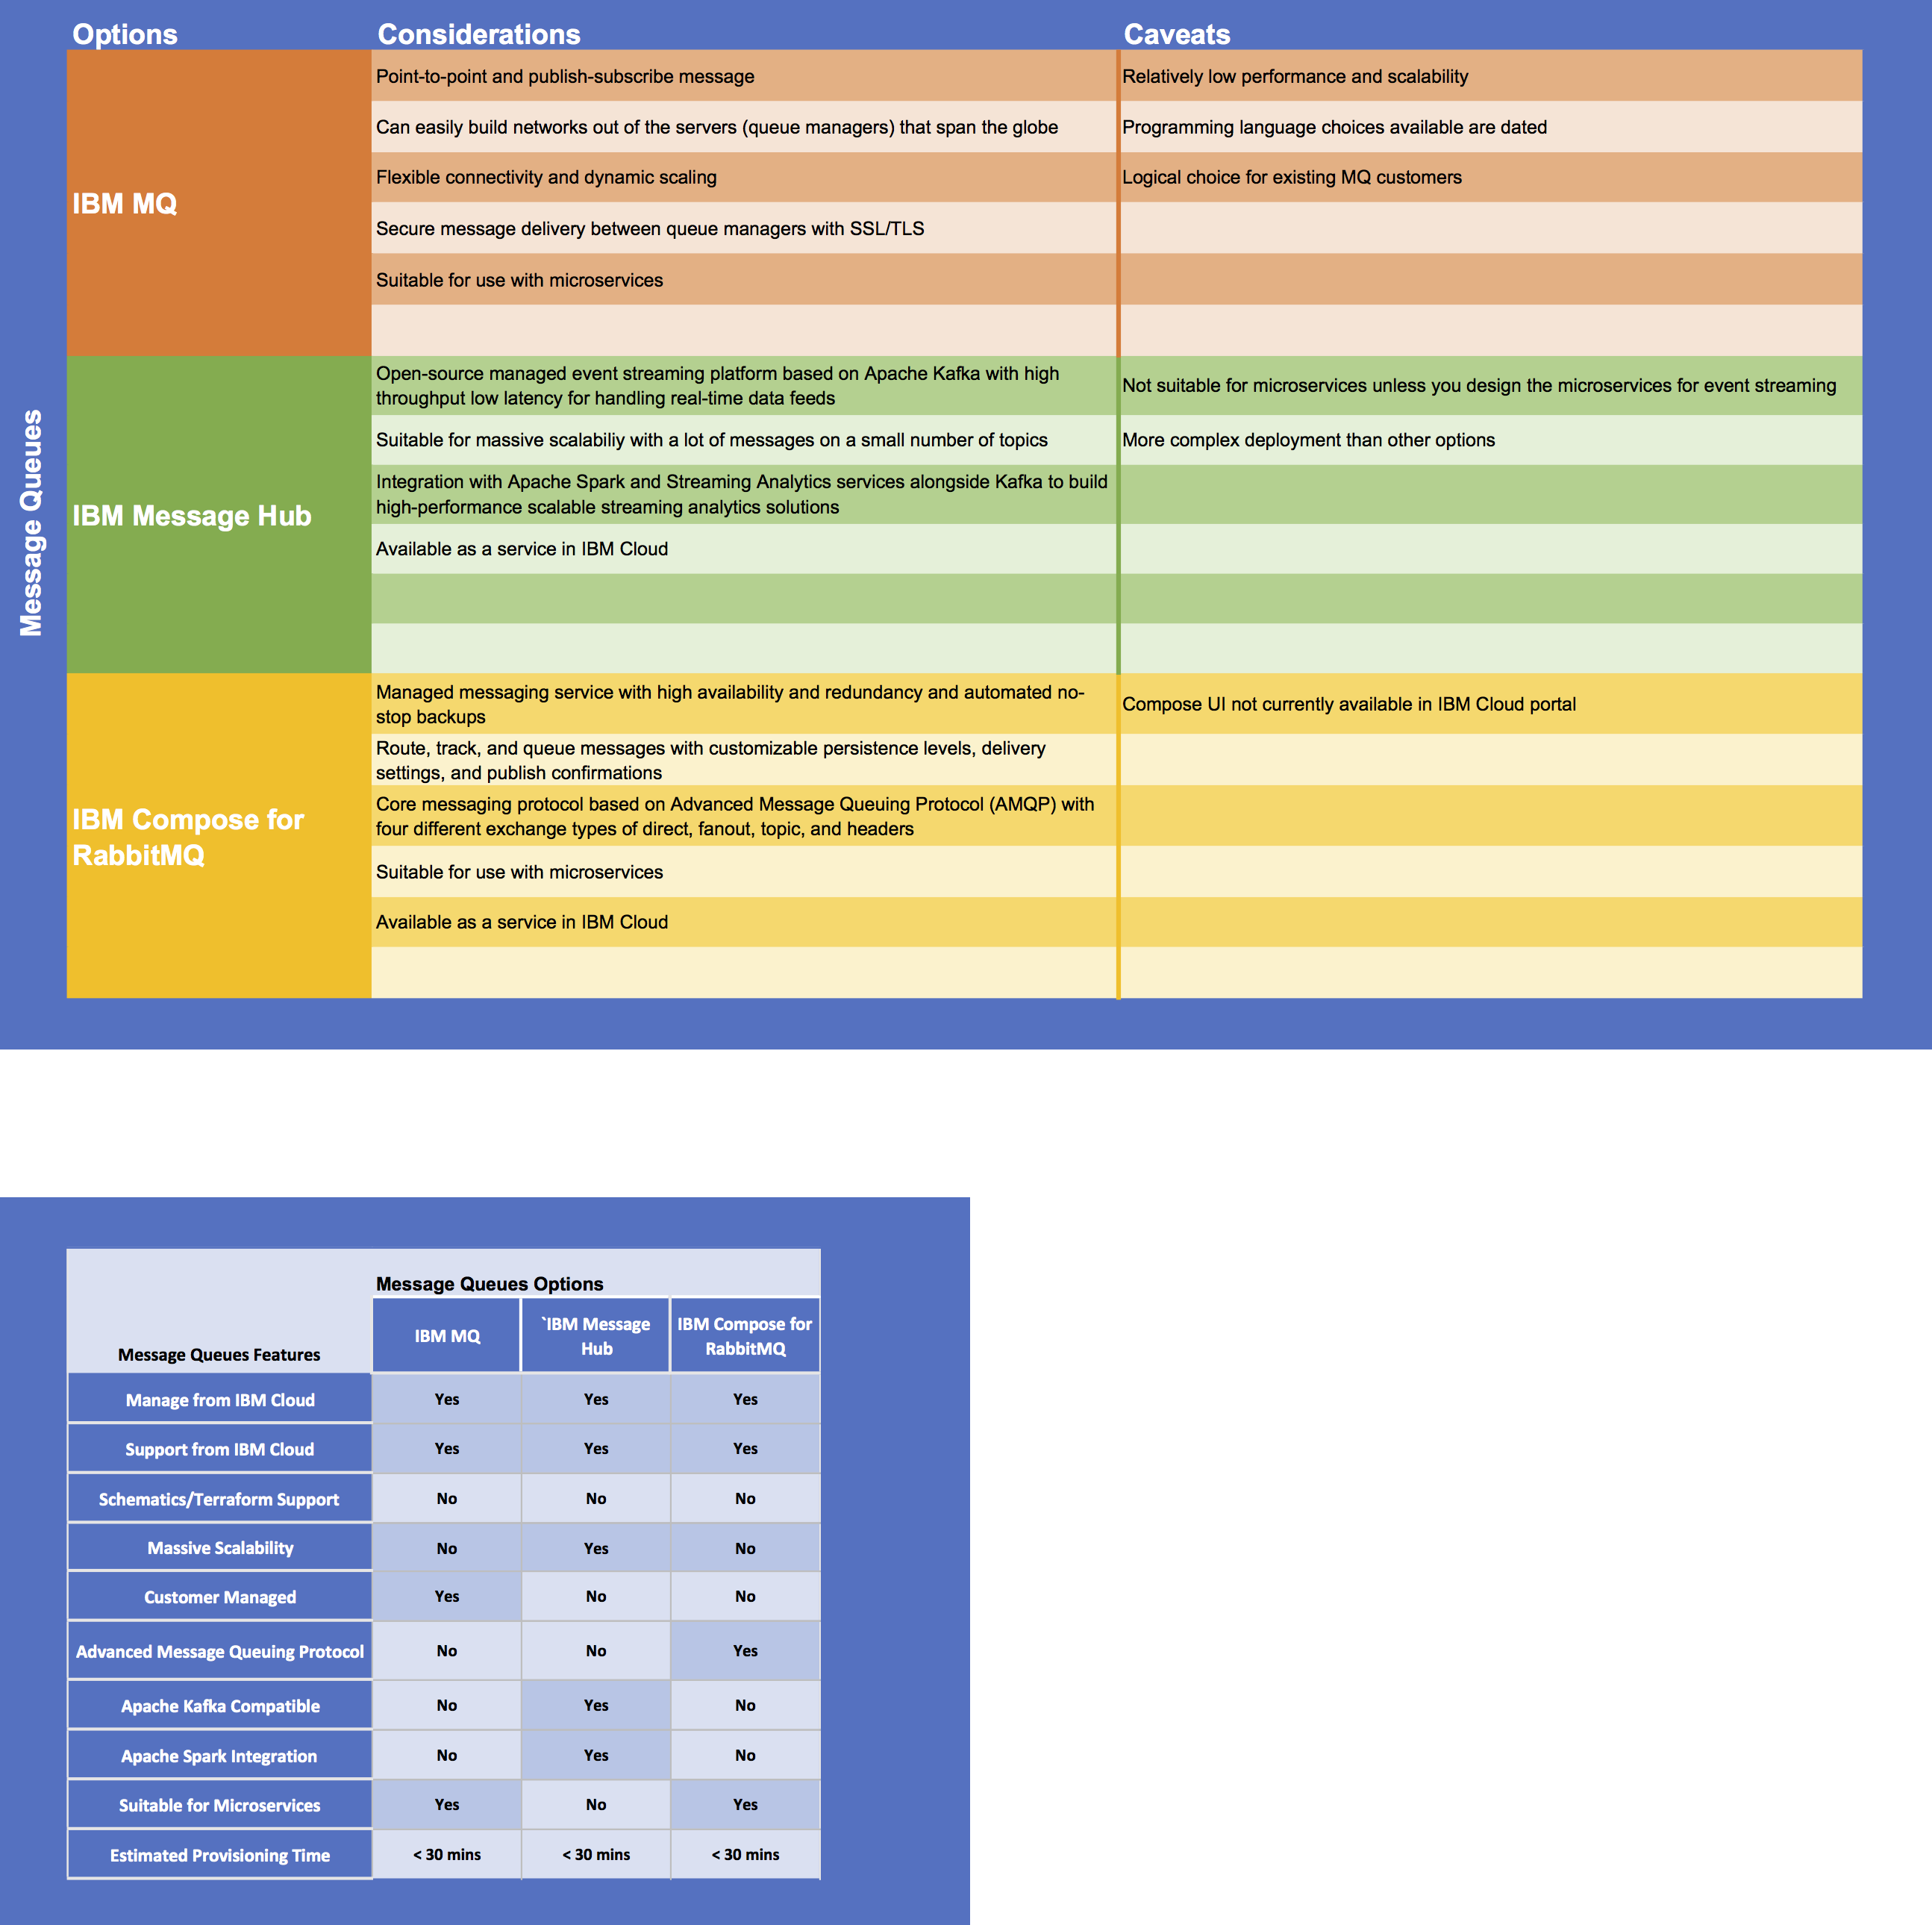 Options
Considerations
Caveats
Message Queues
IBM MQ
Point-to-point and publish-subscribe message
Relatively low performance and scalability
Can easily build networks out of the servers (queue managers) that span the globe
Programming language choices available are dated
Flexible connectivity and dynamic scaling
Logical choice for existing MQ customers
Secure message delivery between queue managers with SSL/TLS
Suitable for use with microservices
IBM Message Hub
Open-source managed event streaming platform based on Apache Kafka with high
throughput low latency for handling real-time data feeds
Not suitable for microservices unless you design the microservices for event streaming
Suitable for massive scalabiliy with a lot of messages on a small number of topics
More complex deployment than other options
Integration with Apache Spark and Streaming Analytics services alongside Kafka to build
high-performance scalable streaming analytics solutions
Available as a service in IBM Cloud
IBM Compose for
RabbitMQ
Managed messaging service with high availability and redundancy and automated no-
stop backups
Compose UI not currently available in IBM Cloud portal
Route, track, and queue messages with customizable persistence levels, delivery
settings, and publish confirmations
Core messaging protocol based on Advanced Message Queuing Protocol (AMQP) with
four different exchange types of direct, fanout, topic, and headers
Suitable for use with microservices
Available as a service in IBM Cloud
Message Queues Options
Message Queues Features
IBM MQ
`IBM Message
Hub
IBM Compose for
RabbitMQ
Manage from IBM Cloud
Yes
Yes
Yes
Support from IBM Cloud
Yes
Yes
Yes
Schematics/Terraform Support
No
No
No
Massive Scalability
No
Yes
No
Customer Managed
Yes
No
No
Advanced Message Queuing Protocol
No
No
Yes
Apache Kafka Compatible
No
Yes
No
Apache Spark Integration
No
Yes
No
Suitable for Microservices
Yes
No
Yes
Estimated Provisioning Time
< 30 mins
< 30 mins
< 30 mins